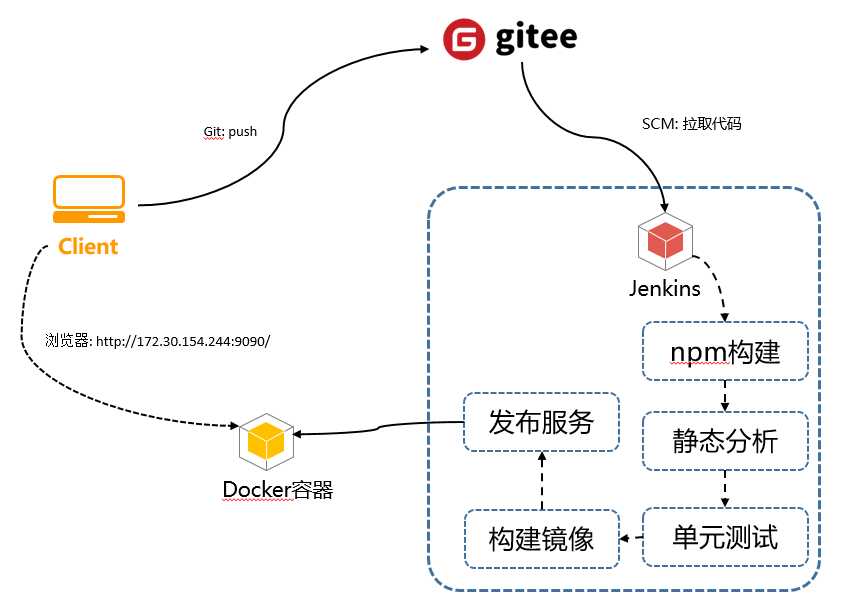 G gitee
Git: push
SCM: 拉取代码
Client
Jenkins
浏览器: http://172.30.154.244:9090/
npm构建
发布服务
静态分析
Docker容器
构建镜像
单元测试